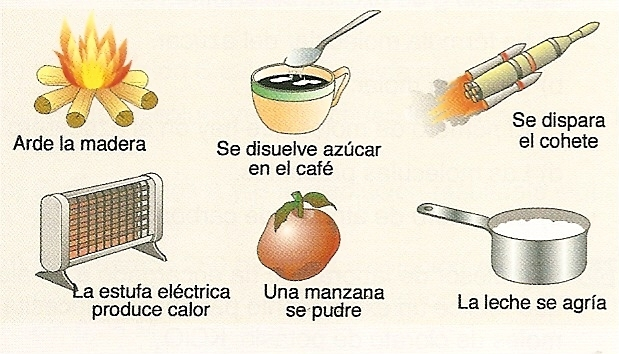 Arde la madera
Se disuelve azúcar
en el café
Se dispara
el cohete
La estufa eléctrica
produce calor
Una manzana
se pudre
La leche se agría